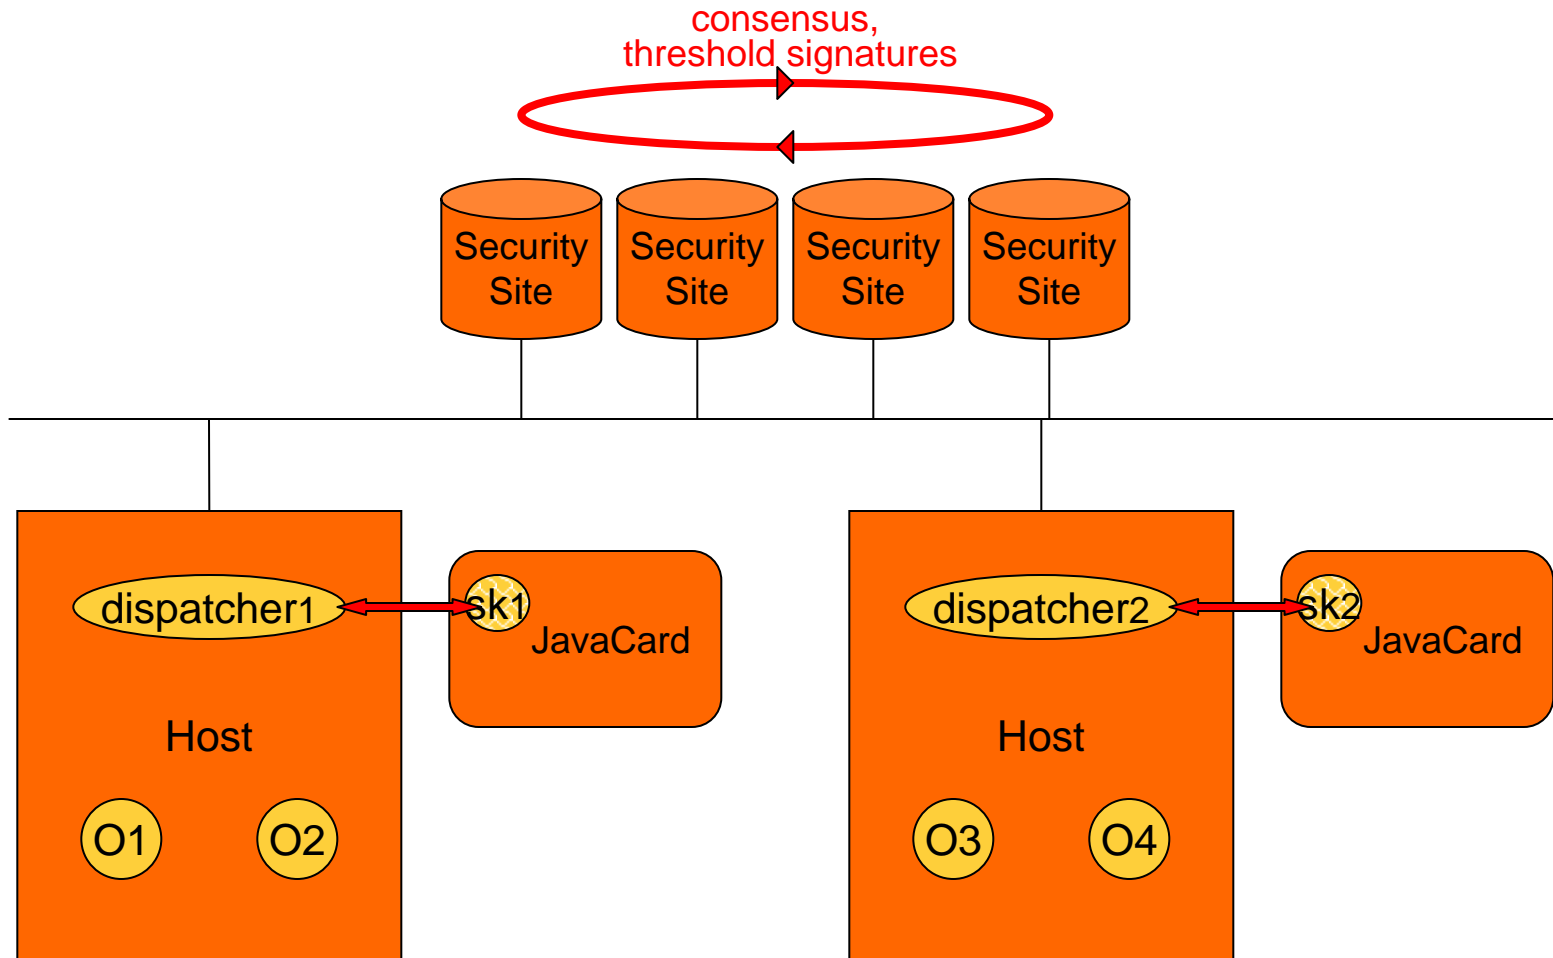 consensus,
threshold signatures
Security
Site
Security
Site
Security
Site
Security
Site
dispatcher1
sk1
JavaCard
Host
O1
O2
dispatcher2
sk2
JavaCard
Host
O3
O4